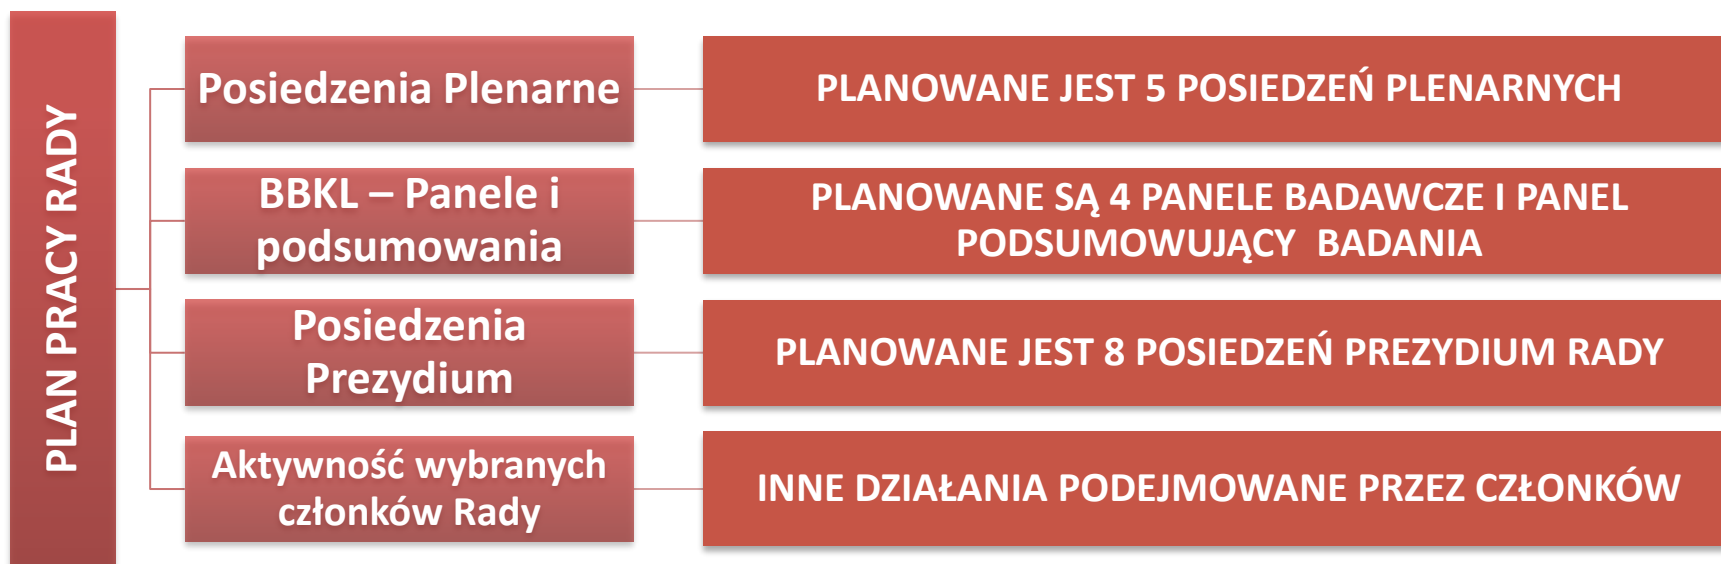 PLAN PRACY RADY
Posiedzenia Plenarne
PLANOWANE JEST 5 POSIEDZEŃ PLENARNYCH
BBKL – Panele i
podsumowania
PLANOWANE SĄ 4 PANELE BADAWCZE I PANEL
PODSUMOWUJĄCY BADANIA
Posiedzenia
Prezydium
PLANOWANE JEST 8 POSIEDZEŃ PREZYDIUM RADY
Aktywność wybranych
członków Rady
INNE DZIAŁANIA PODEJMOWANE PRZEZ CZŁONKÓW